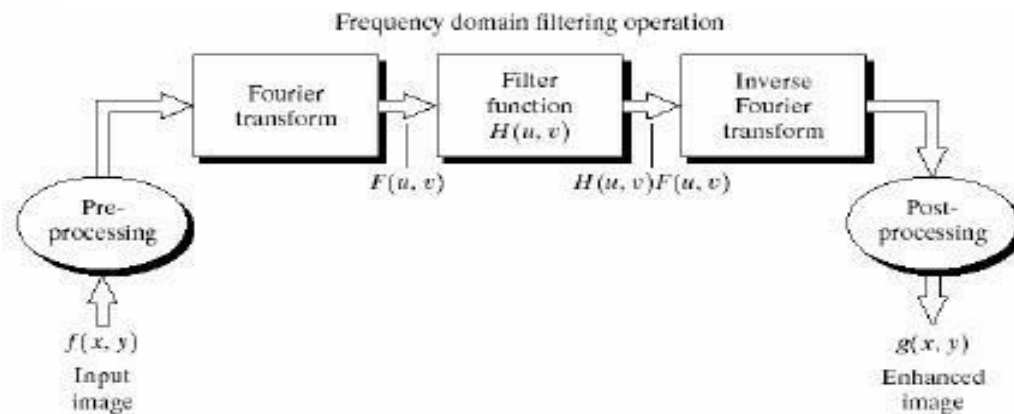 Frequency domain filtering operation
Fourier
transform
Filter
function
H(u, v)
Inverse
Fourier
transform
F(u, v)
H(u, v)F(u, v)
Pre-
processing
Post-
processing
f(x, y)
Input
image
g(x, y)
Enhanced
image